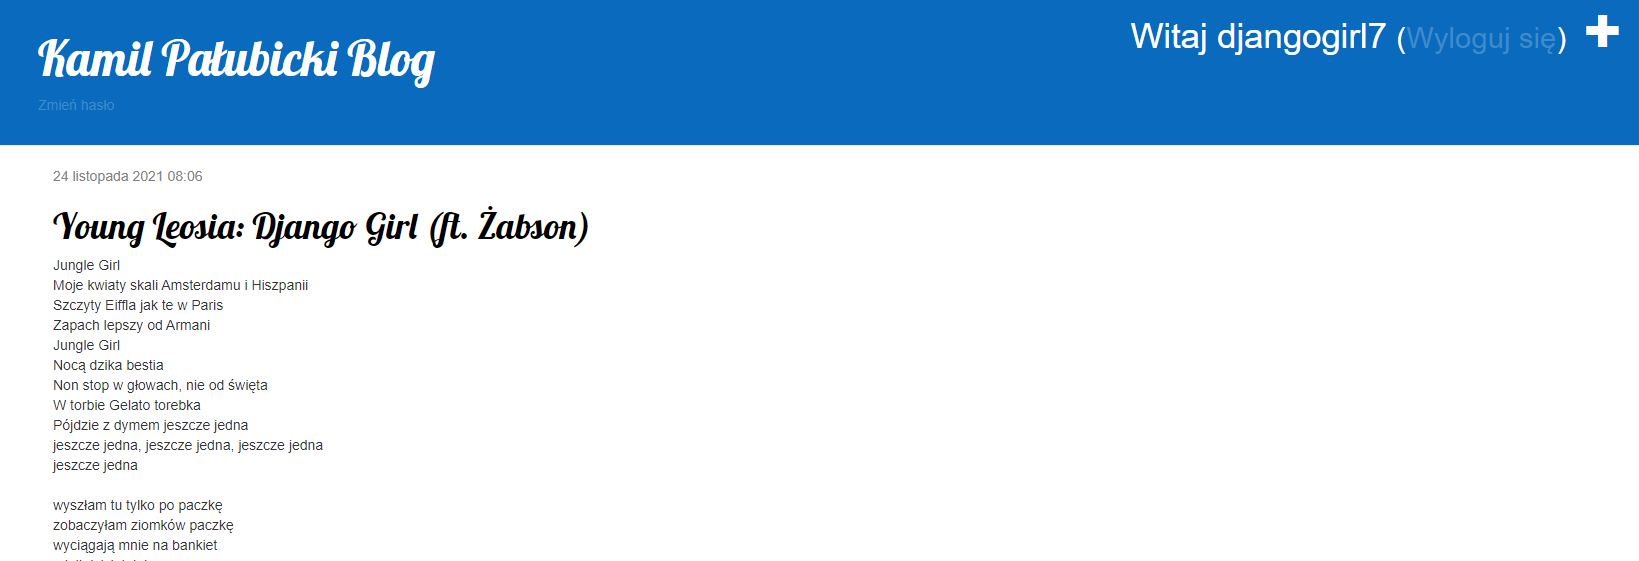 Kamil Pałubicki Blog
Witaj djangogirl7 (Wyloguj się)
Zmień hasło
24 listopada 2021 08:06
Young Leosia: Django Girl (ft. Żabson)
Jungle Girl
Moje kwiaty skali Amsterdamu i Hiszpanii
Szczyty Eiffla jak te w Paris
Zapach lepszy od Armani
Jungle Girl
Nocą dzika bestia
Non stop w głowach, nie od święta
W torbie Gelato torebka
Pójdzie z dymem jeszcze jedna
jeszcze jedna, jeszcze jedna, jeszcze jedna
jeszcze jedna
wyszłam tu tylko po paczkę
zobaczyłam ziomków paczkę
wyciągają mnie na bankiet